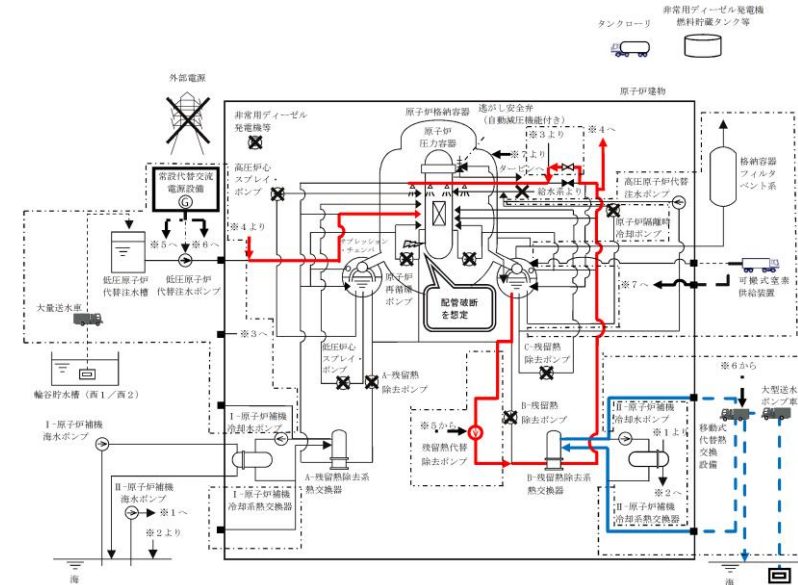 非常用ディーゼル発電機
燃料貯蔵タンク等
タンクローリ
外部電源
原子炉建物
非常用ディーゼル
発電機等
原子炉格納容器
逃がし安全弁
(自動減圧機能付き)
原子炉
圧力容器
※3より
※4へ
※7より
タービンへ
給水系より
高圧炉心
スプレイ・
ポンプ
常設代替交流
電源設備
G
※4より
※5へ
※6へ
低圧原子炉
代替注水槽
低圧原子炉
代替注水ポンプ
サプレッション
・チェンバ
高圧原子炉代替
注水ポンプ
原子炉隔離時
冷却ポンプ
格納容器
フィルタ
ベント系
可搬式窒素
供給装置
※7へ
原子炉
再循環
ポンプ
配管破断
を想定
大量送水車
※3へ
輪谷貯水槽(西1/西2)
低圧炉心
スプレイ・
ポンプ
A-残留熱
除去ポンプ
C-残留熱
除去ポンプ
B-残留熱
除去ポンプ
※5から
残留熱代替
除去ポンプ
※6から
大型送水
ポンプ車
移動式
代替熱
交換
設備
Ⅰ-原子炉補機
海水ポンプ
Ⅰ-原子炉補機
冷却水ポンプ
Ⅱ-原子炉補機
冷却水ポンプ
※1より
※2へ
A-残留熱除去系
熱交換器
B-残留熱除去系
熱交換器
Ⅱ-原子炉補機
海水ポンプ
※1へ
※2より
Ⅰ-原子炉補機
冷却系熱交換器
Ⅱ-原子炉補機
冷却系熱交換器
海
海